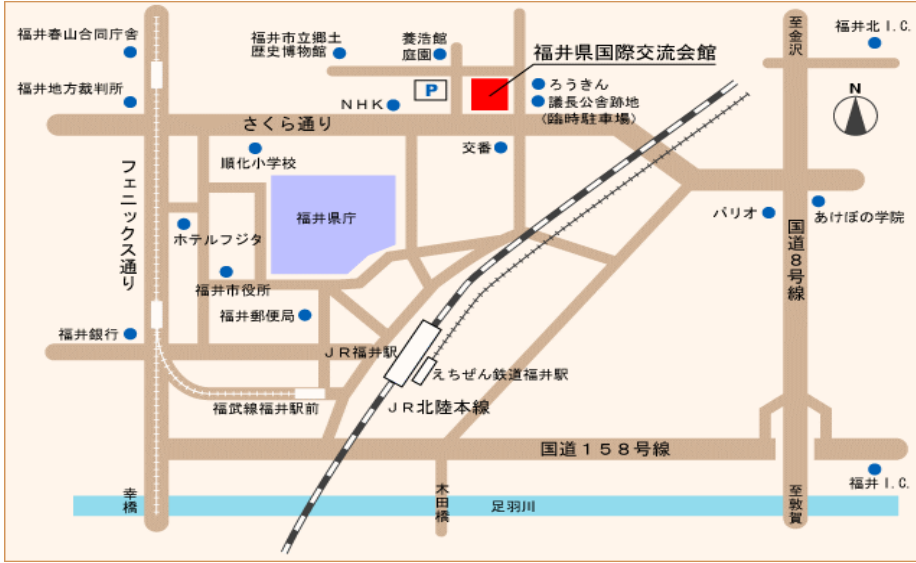 福井春山合同庁舎
福井市立郷土
歴史博物館
養浩館
庭園
福井県国際交流会館
至金沢
福井北I.C.
福井地方裁判所
P
ろうきん
議長公舎跡地
(臨時駐車場)
N
NHK
さくら通り
交番
順化小学校
フェニックス通り
福井県庁
パリオ
あけぼの学院
ホテルフジタ
国道8号線
福井市役所
福井郵便局
福井銀行
JR福井駅
えちぜん鉄道福井駅
福武線福井駅前
JR北陸本線
国道158号線
福井I.C.
幸橋
木田橋
足羽川
至敦賀